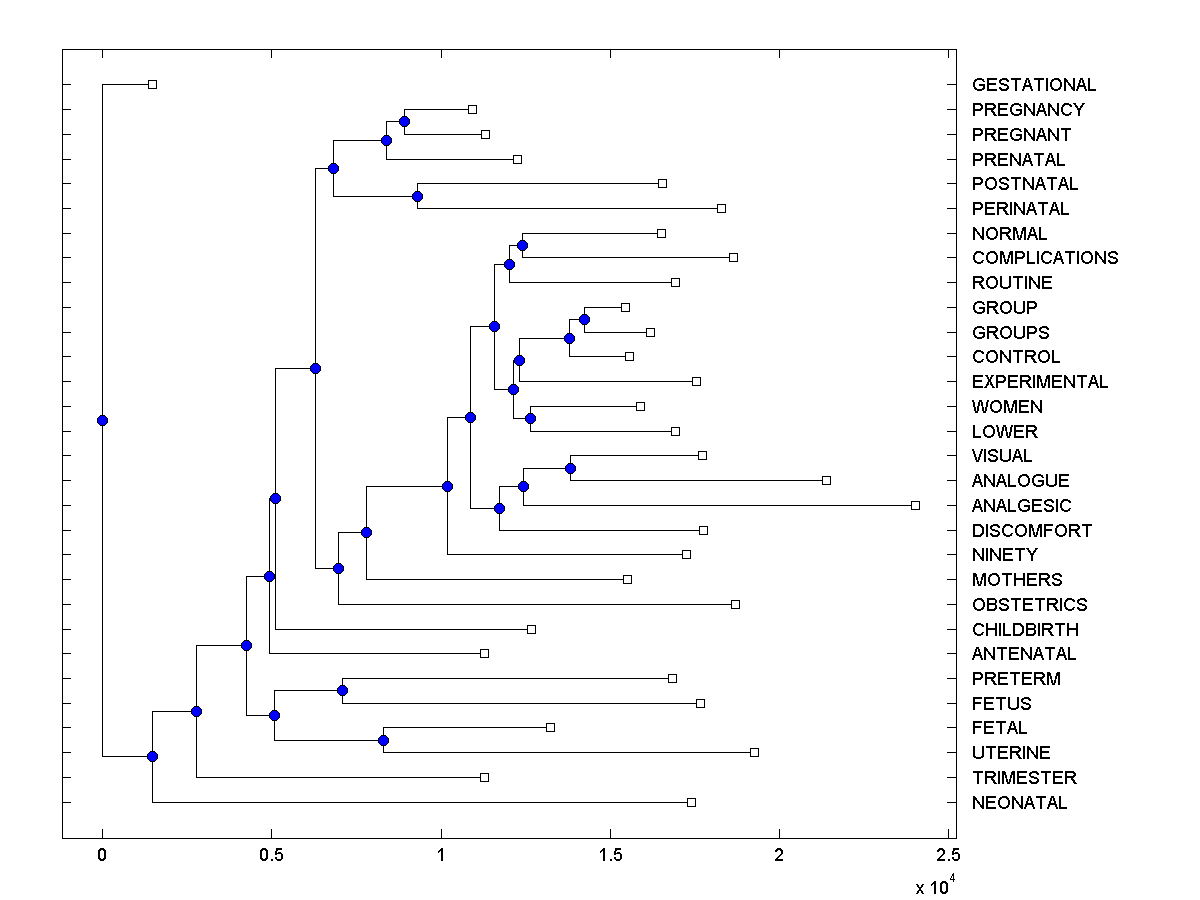 GESTATIONAL
PREGNANCY
PREGNANT
PRENATAL
POSTNATAL
PERINATAL
NORMAL
COMPLICATIONS
ROUTINE
GROUP
GROUPS
CONTROL
EXPERIMENTAL
WOMEN
LOWER
VISUAL
ANALOGUE
ANALGESIC
DISCOMFORT
NINETY
MOTHERS
OBSTETRICS
CHILDBIRTH
ANTENATAL
PRETERM
FETUS
FETAL
UTERINE
TRIMESTER
NEONATAL
0 0.5 1 1.5 2 2.5
x 10^4